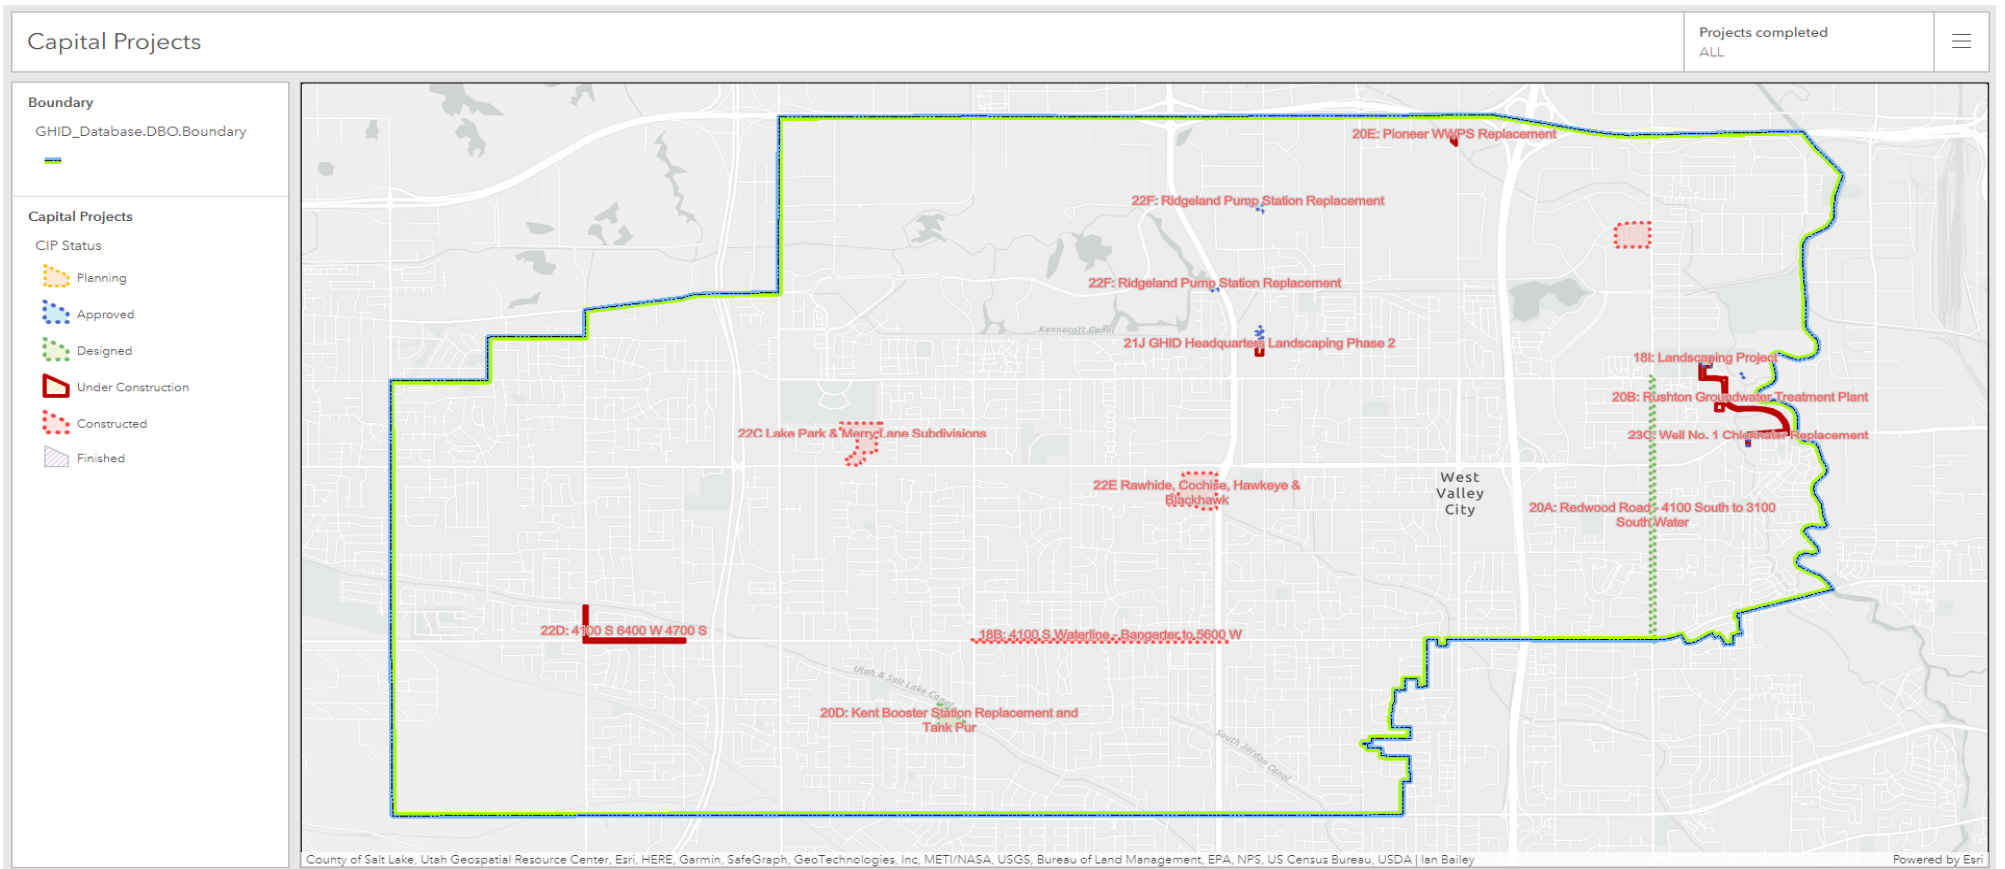 Capital Projects
Projects completed
ALL
Boundary
GHID_Database.DBO.Boundary
Capital Projects
CIP Status
Planning
Approved
Designed
Under Construction
Constructed
Finished
20E: Pioneer WWPS Replacement
22F: Ridgeland Pump Station Replacement
22F: Ridgeland Pump Station Replacement
Kennecott Canal
21J GHID Headquarters Landscaping Phase 2
18I: Landscaping Project
20B: Rushton Groundwater Treatment Plant
22C Lake Park & Merry Lane Subdivisions
23C: Well No. 1 Chlorinator Replacement
West
Valley
City
22E Rawhide, Cochise, Hawkeye &
Blackhawk
20A: Redwood Road - 4100 South to 3100
South Water
22D: 4100 S 6400 W 4700 S
18B: 4100 S Waterline - Bangerter to 5600 W
Utah & Salt Lake Canal
20D: Kent Booster Station Replacement and
Tank Pur
South Jordan Canal
County of Salt Lake, Utah Geospatial Resource Center, Esri, HERE, Garmin, SafeGraph, GeoTechnologies, Inc, METI/NASA, USGS, Bureau of Land Management, EPA, NPS, US Census Bureau, USDA | Ian Bailey
Powered by Esri